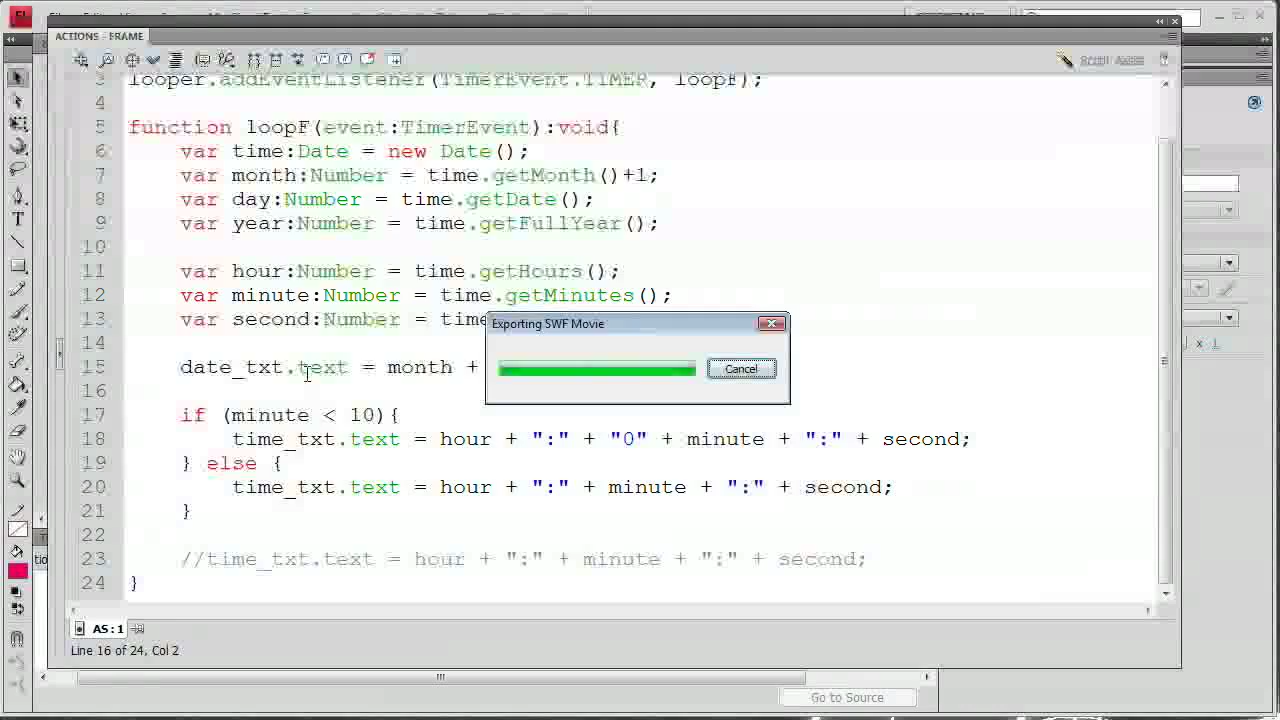 FL
ACTIONS - FRAME
Script Assist
3 looper.addEventListener(TimerEvent.TIMER, loopF);
4
5 function loopF(event:TimerEvent):void{
6 var time:Date = new Date();
7 var month:Number = time.getMonth()+1;
8 var day:Number = time.getDate();
9 var year:Number = time.getFullYear();
10
11 var hour:Number = time.getHours();
12 var minute:Number = time.getMinutes();
13 var second:Number = time
Exporting SWF Movie
Cancel
14
15 date_txt.text = month +
16
17 if (minute < 10){
18 time_txt.text = hour + ":" + "0" + minute + ":" + second;
19 } else {
20 time_txt.text = hour + ":" + minute + ":" + second;
21 }
22
23 //time_txt.text = hour + ":" + minute + ":" + second;
24 }
AS:1
Line 16 of 24, Col 2
Go to Source